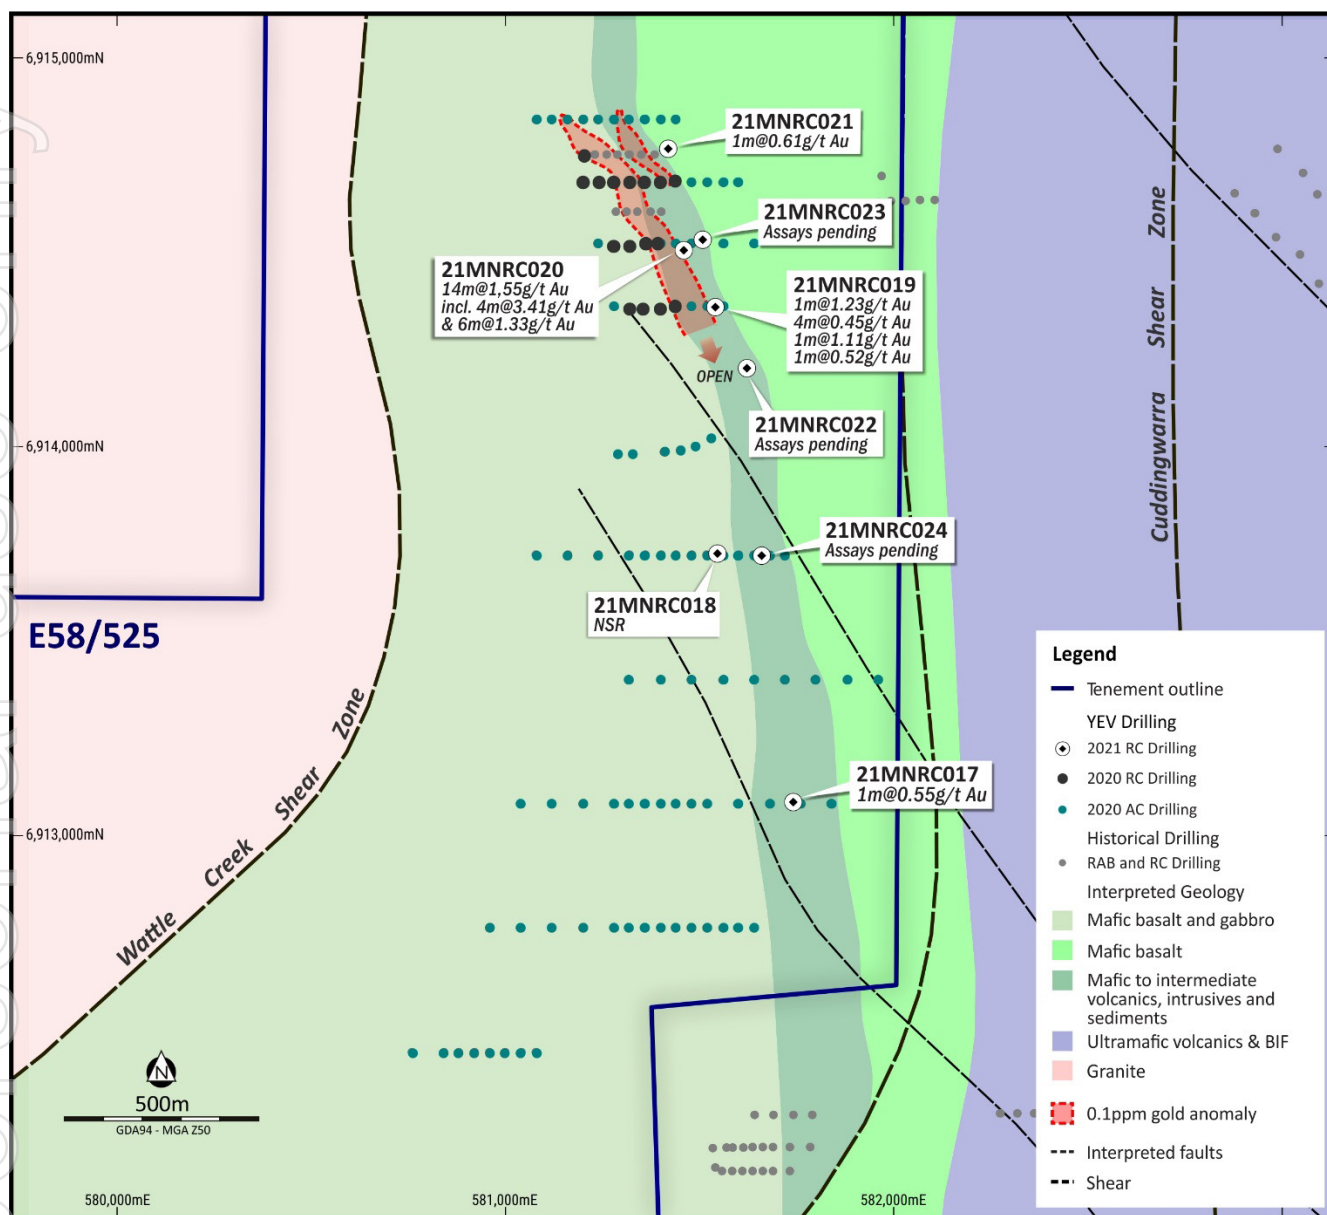 6,915,000mN
21MNRC021
1m@0.61g/t Au
21MNRC023
Assays pending
21MNRC020
14m@1,55g/t Au
incl. 4m@3.41g/t Au
& 6m@1.33g/t Au
21MNRC019
1m@1.23g/t Au
4m@0.45g/t Au
1m@1.11g/t Au
1m@0.52g/t Au
OPEN
21MNRC022
Assays pending
6,914,000mN
Cuddingwarra Shear Zone
21MNRC024
Assays pending
21MNRC018
NSR
E58/525
21MNRC017
1m@0.55g/t Au
6,913,000mN
Wattle Creek Shear Zone
N
500m
GDA94 - MGA Z50
580,000mE
581,000mE
582,000mE
Legend
Tenement outline
YEV Drilling
2021 RC Drilling
2020 RC Drilling
2020 AC Drilling
Historical Drilling
RAB and RC Drilling
Interpreted Geology
Mafic basalt and gabbro
Mafic basalt
Mafic to intermediate
volcanics, intrusives and
sediments
Ultramafic volcanics & BIF
Granite
0.1ppm gold anomaly
Interpreted faults
Shear